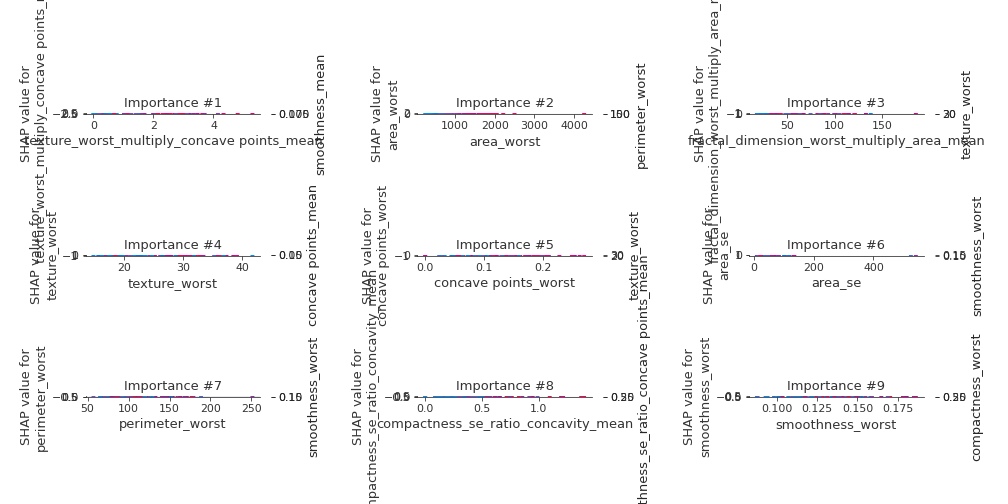 Importance #1
SHAP value for
texture_worst_multiply_concave points_mean
0 2 4
texture_worst_multiply_concave points_mean
smoothness_mean
Importance #2
SHAP value for
area_worst
1000 2000 3000 4000
area_worst
perimeter_worst
Importance #3
SHAP value for
fractal_dimension_worst_multiply_area_mean
50 100 150
fractal_dimension_worst_multiply_area_mean
texture_worst
Importance #4
SHAP value for
texture_worst
20 30 40
texture_worst
concave points_mean
Importance #5
SHAP value for
concave points_worst
0.0 0.1 0.2
concave points_worst
texture_worst
Importance #6
SHAP value for
area_se
0 200 400
area_se
smoothness_worst
Importance #7
SHAP value for
perimeter_worst
50 100 150 200 250
perimeter_worst
smoothness_worst
Importance #8
SHAP value for
compactness_se_ratio_concavity_mean
0.0 0.5 1.0
compactness_se_ratio_concavity_mean
Importance #9
SHAP value for
smoothness_worst
0.100 0.125 0.150 0.175
smoothness_worst
compactness_worst